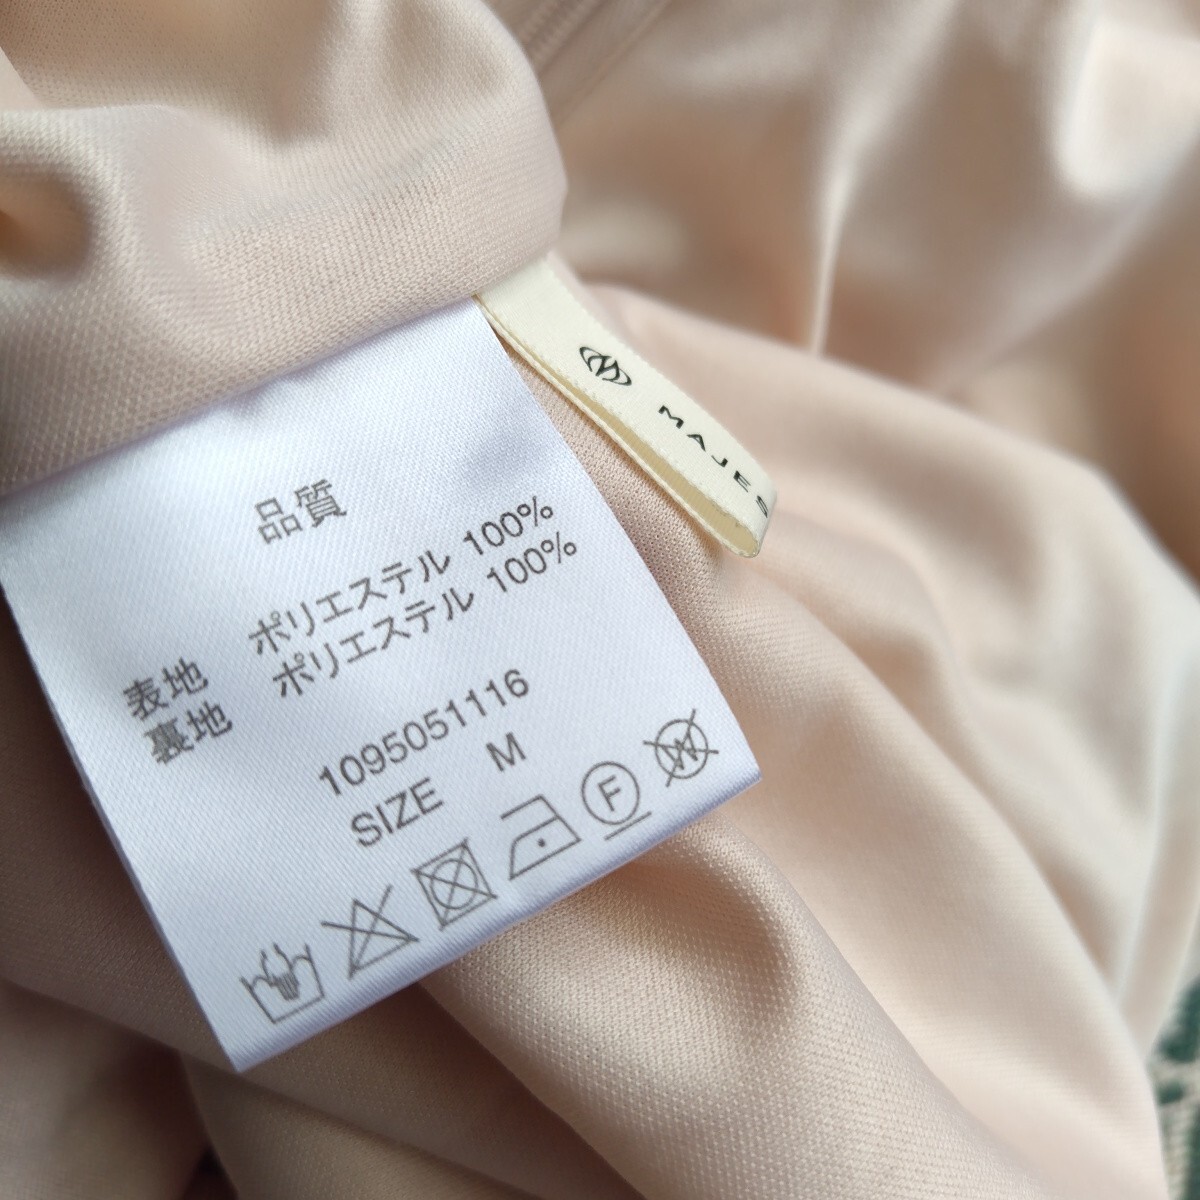 品質
表地 ポリエステル 100%
裏地 ポリエステル 100%
1095051116
SIZE M
F
W
M
MAJES